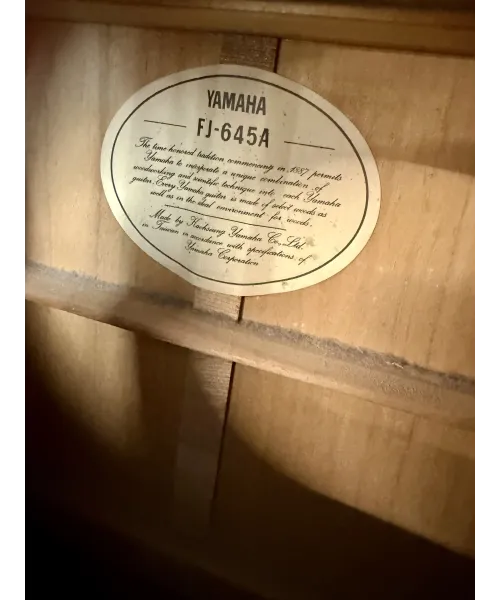 YAMAHA
FJ-645A
The time honored tradition commencing in 1887 permits
Yamaha to interpolate a unique combination of
woodworking and scientific technique into each Yamaha
guitar. Every Yamaha guitar is made of select woods as
well as in the ideal environment for woods.
Made by Kaohsiung Yamaha Co., Ltd.
in Taiwan in accordance with specifications of
Yamaha Corporation